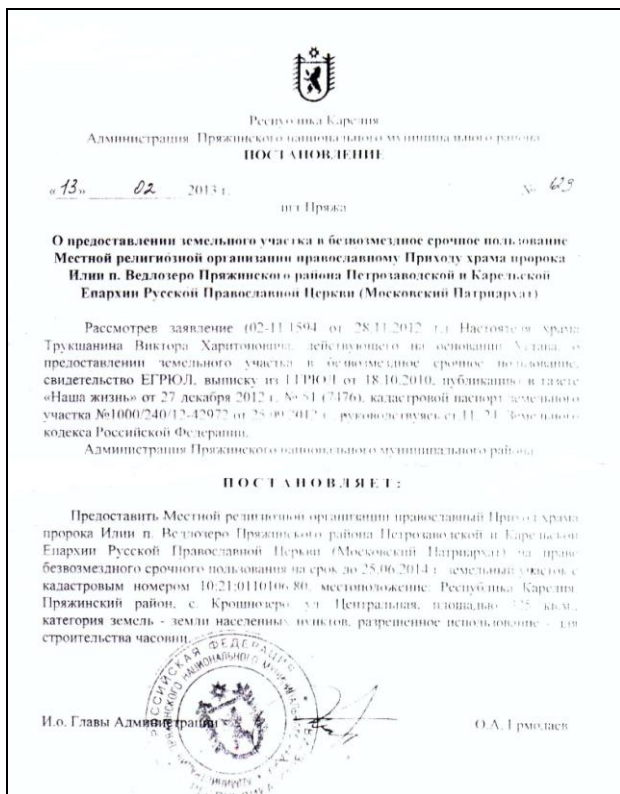 Республика Карелия
Администрация Пряжинского национального муниципального района
ПОСТАНОВЛЕНИЕ
«13» 02 2013 г. № 629
пгт Пряжа
О предоставлении земельного участка в безвозмездное срочное пользование
Местной религиозной организации православному Приходу храма пророка
Илии п. Ведлозеро Пряжинского района Петрозаводской и Карельской
Епархии Русской Православной Церкви (Московский Патриархат)
Рассмотрев заявление (02-11 1594 от 28.11.2012 г.) Настоятеля храма
Трукшанина Виктора Харитоновича, действующего на основании Устава, о
предоставлении земельного участка в безвозмездное срочное пользование,
свидетельство ЕГРЮЛ, выписку из ЕГРЮЛ от 18.10.2010, публикацию в газете
«Наша жизнь» от 27 декабря 2012 г. № 51 (7476), кадастровый паспорт земельного
участка №1000/240/12-42972 от 25.09.2012 г., руководствуясь ст.11, 24 Земельного
кодекса Российской Федерации,
Администрация Пряжинского национального муниципального района
ПОСТАНОВЛЯЕТ:
Предоставить Местной религиозной организации православный Приход храма
пророка Илии п. Ведлозеро Пряжинского района Петрозаводской и Карельской
Епархии Русской Православной Церкви (Московский Патриархат) на праве
безвозмездного срочного пользования на срок до 25.06.2014 г. земельный участок с
кадастровым номером 10:21:0110106:80, местоположение: Республика Карелия,
Пряжинский район, с. Крошнозеро, ул. Центральная, площадью кв.м.,
категория земель - земли населенных пунктов, разрешенное использование - для
строительства часовни.
И.о. Главы Администрации О.А. Ермолаев
РОССИЙСКАЯ ФЕДЕРАЦИЯ